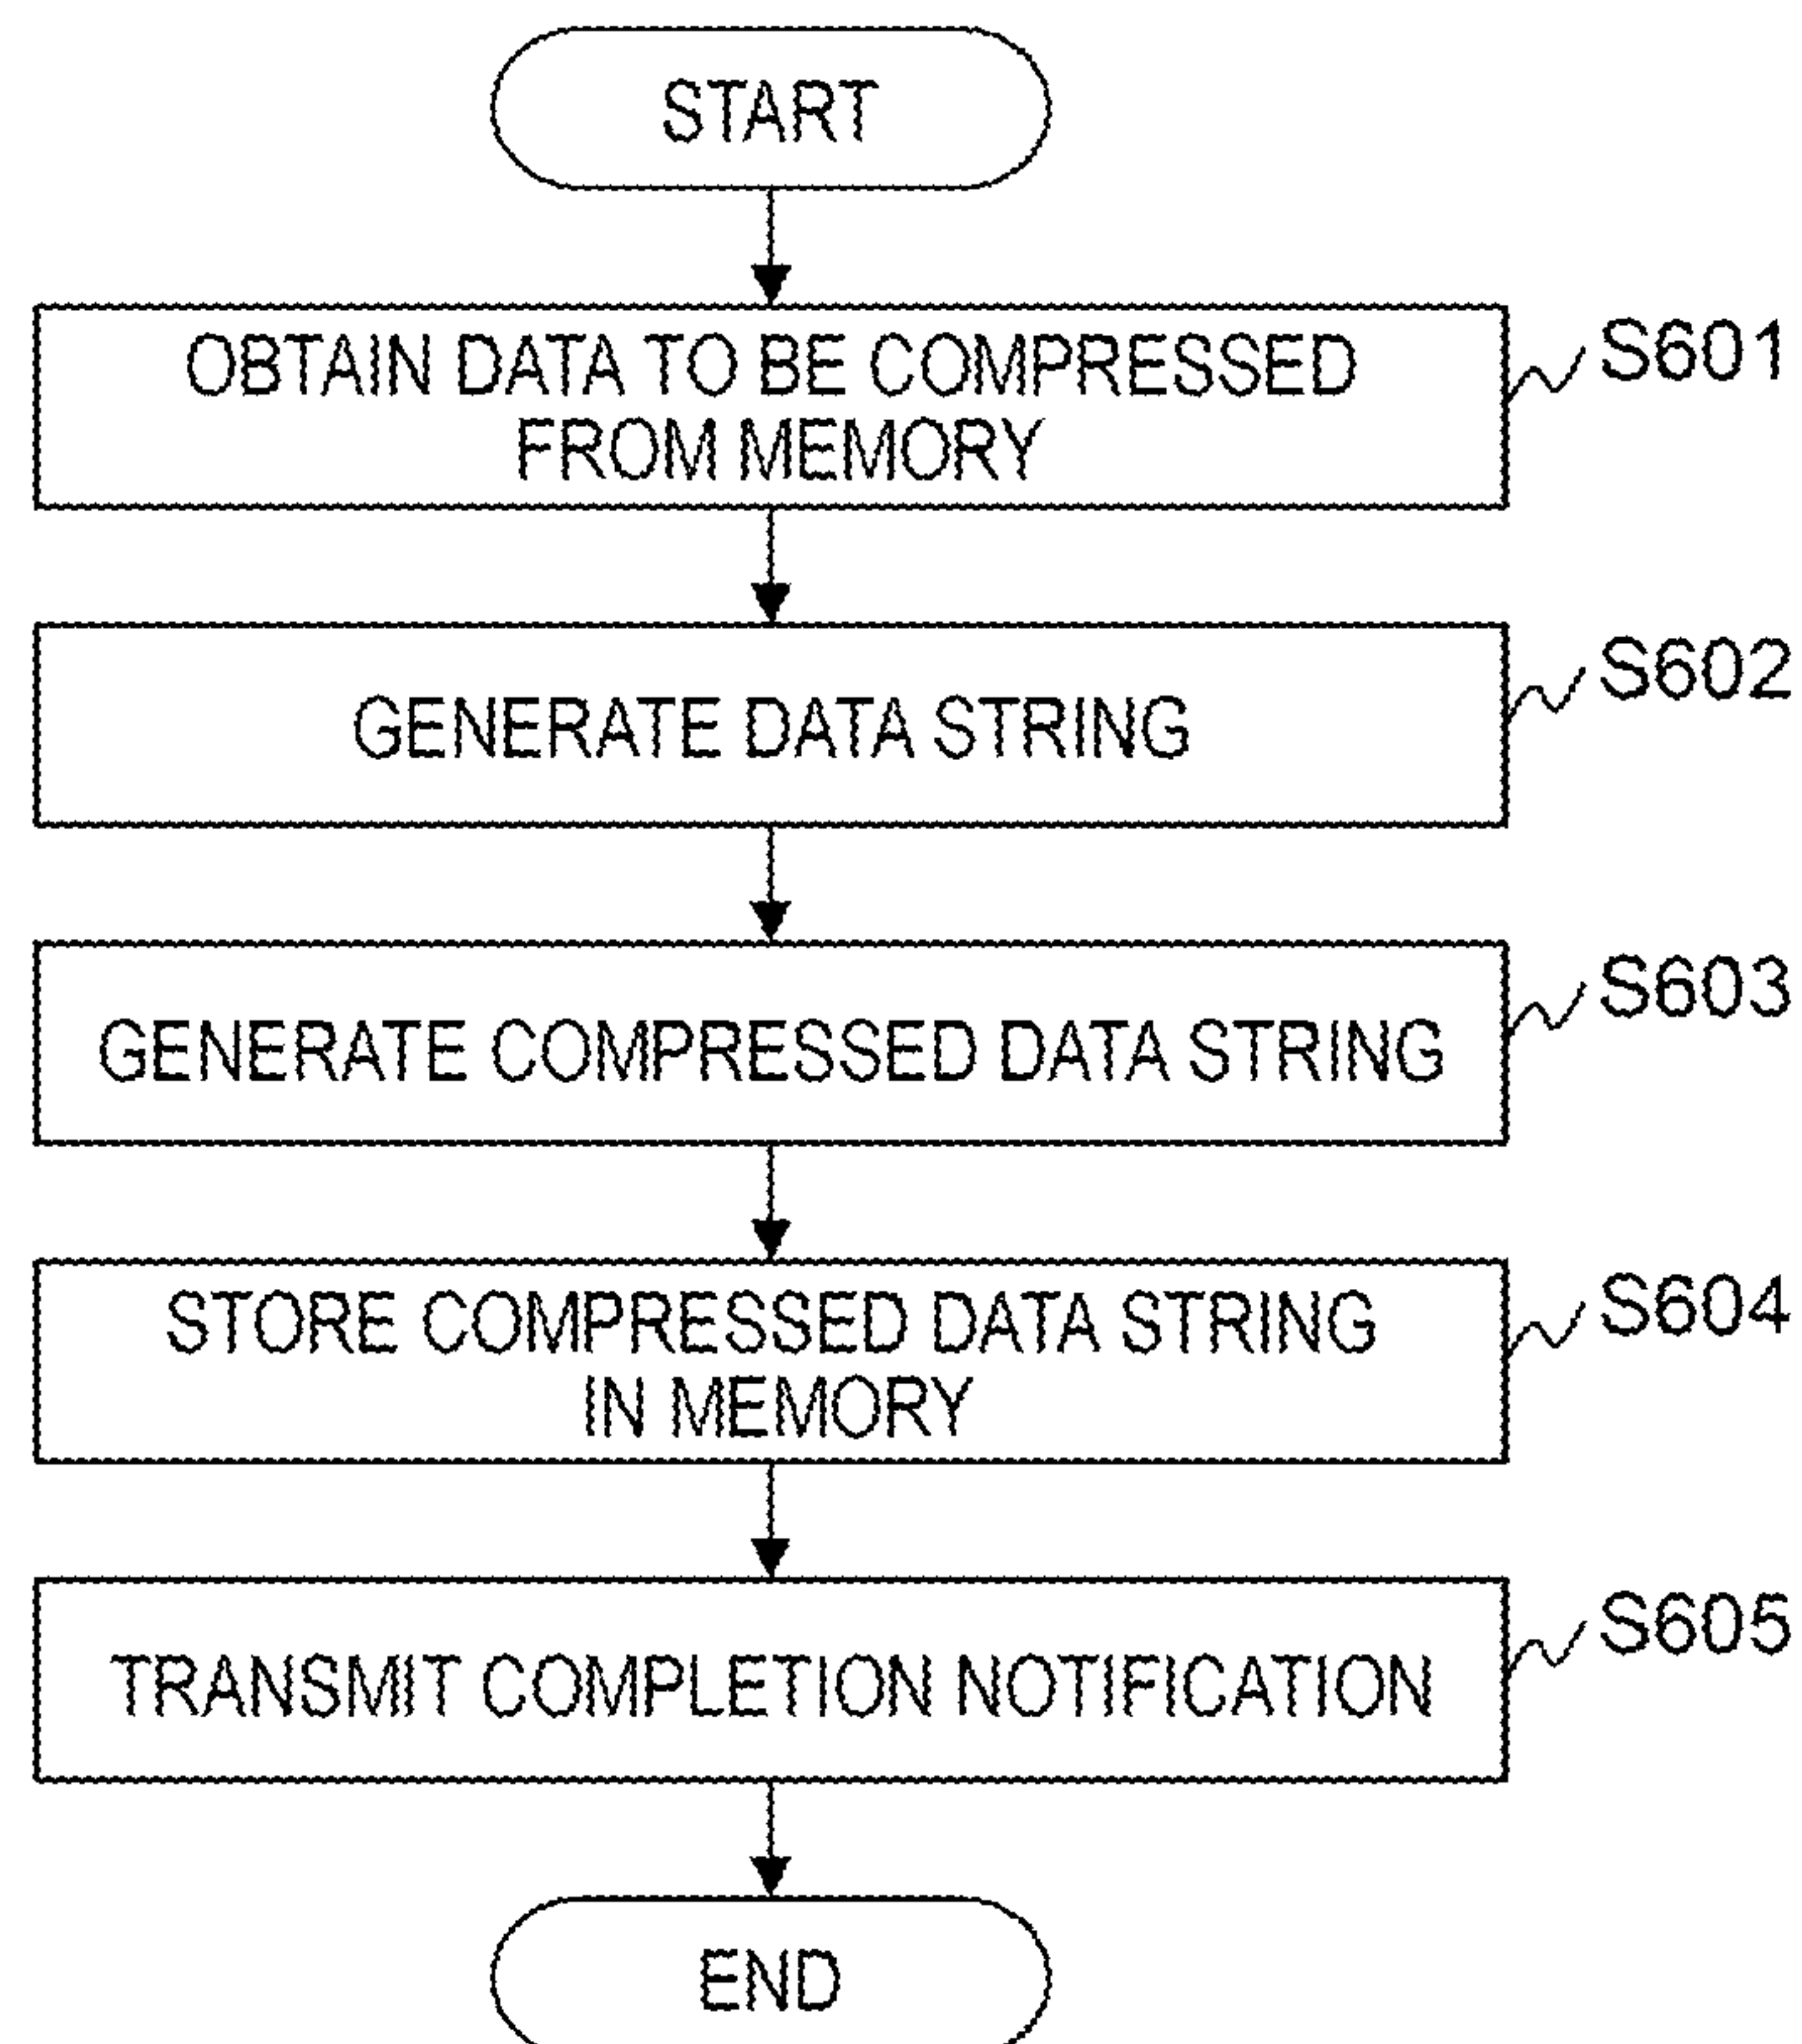 START
OBTAIN DATA TO BE COMPRESSED
FROM MEMORY
S601
GENERATE DATA STRING
S602
GENERATE COMPRESSED DATA STRING
S603
STORE COMPRESSED DATA STRING
IN MEMORY
S604
TRANSMIT COMPLETION NOTIFICATION
S605
END